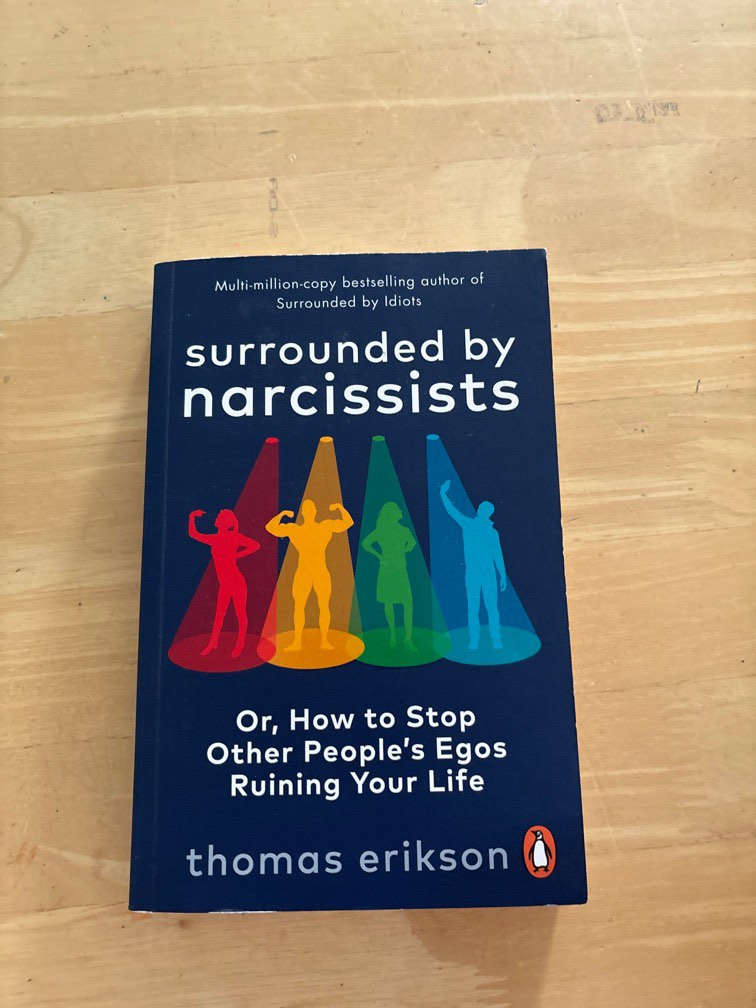 Multi-million-copy bestselling author of
Surrounded by Idiots
surrounded by
narcissists
Or, How to Stop
Other People's Egos
Ruining Your Life
thomas erikson